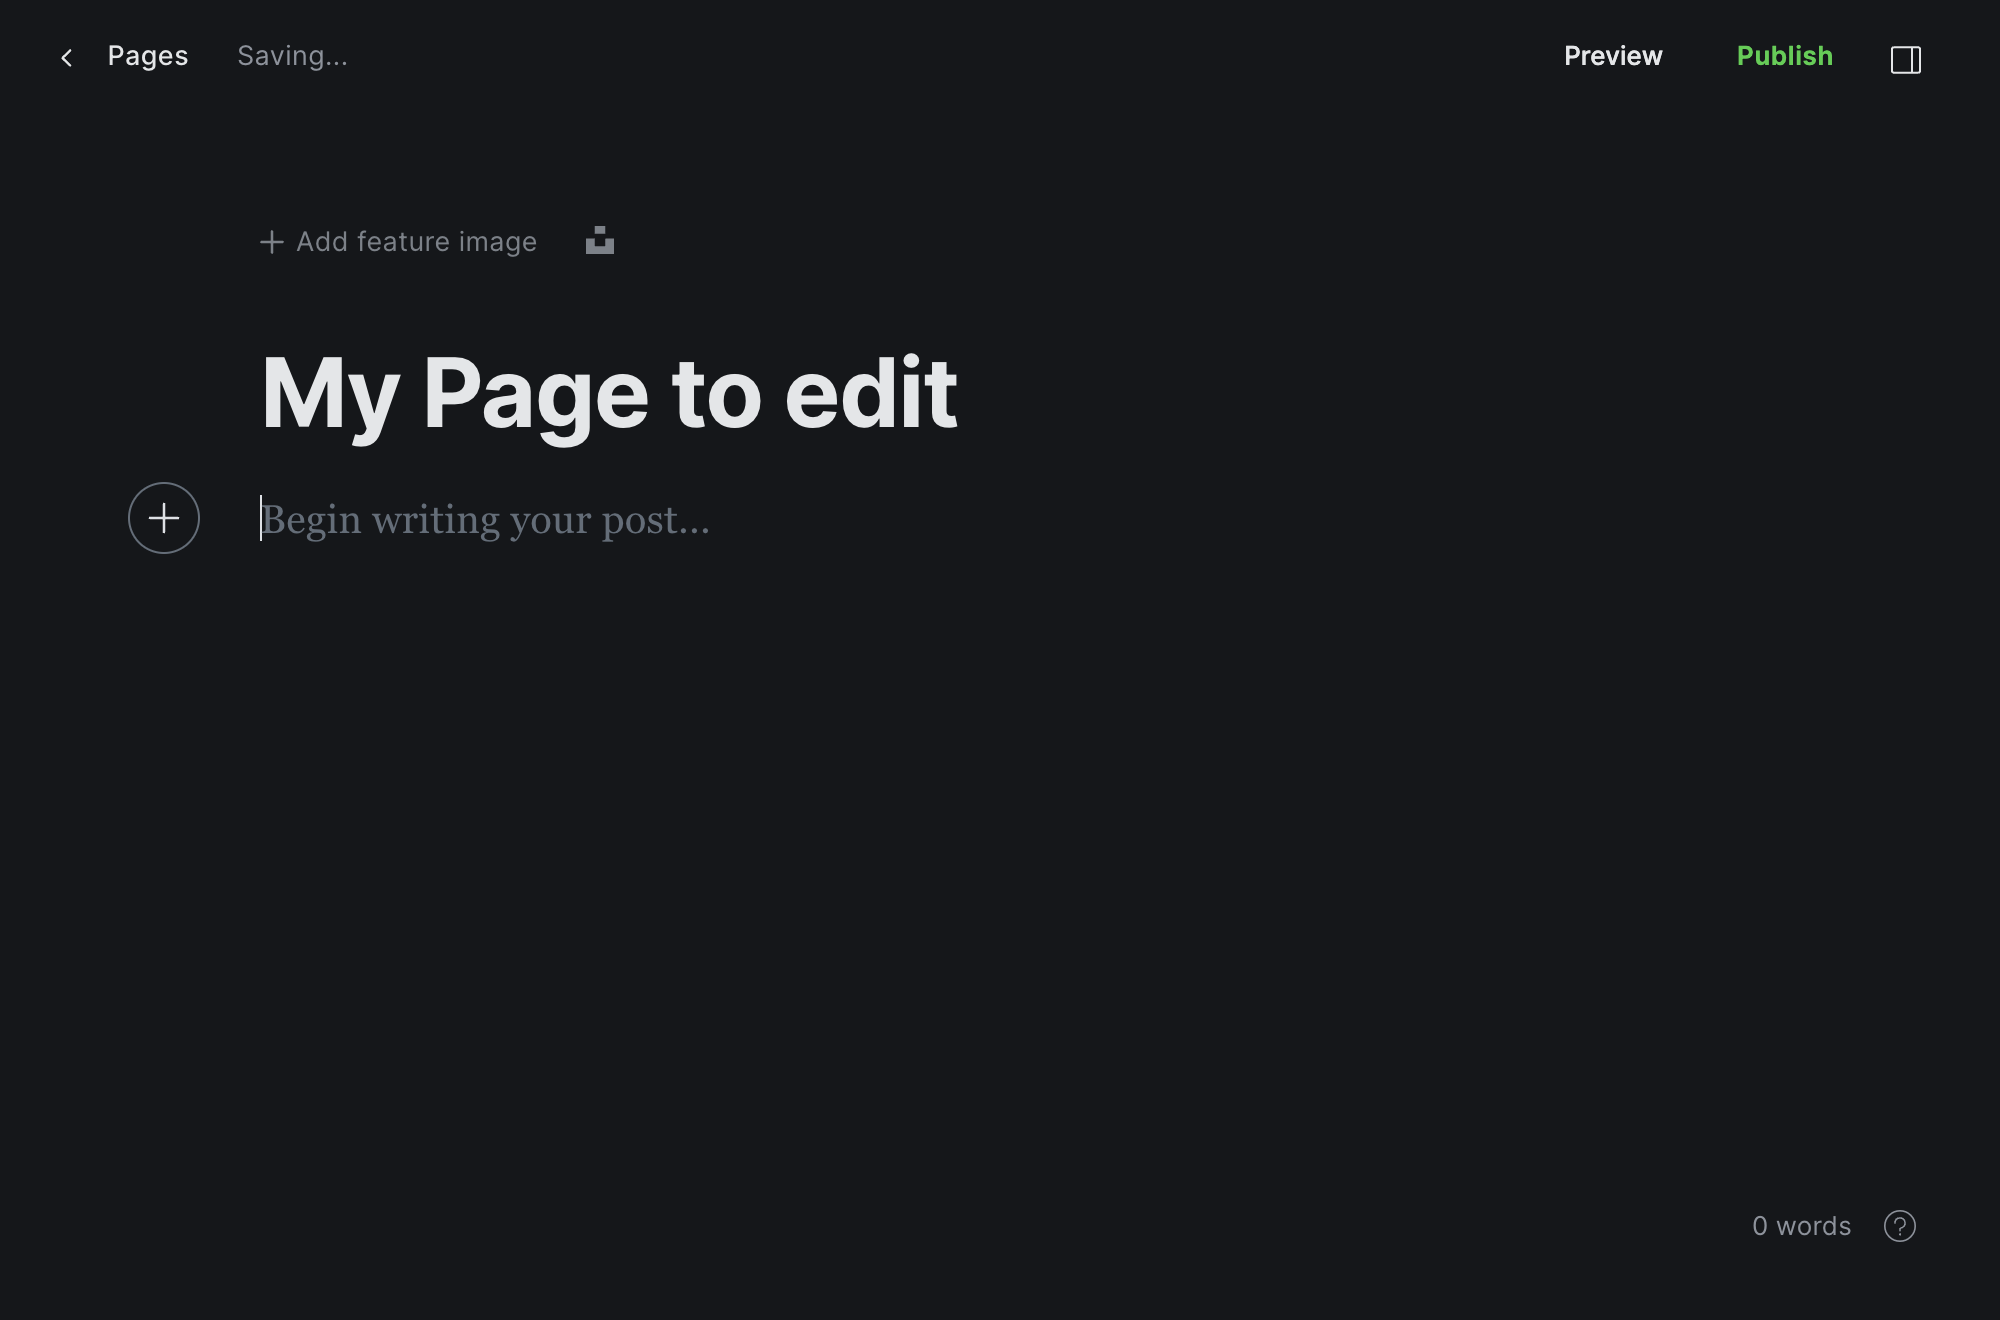 Pages
Saving...
Preview
Publish
Add feature image
My Page to edit
Begin writing your post...
0 words
?